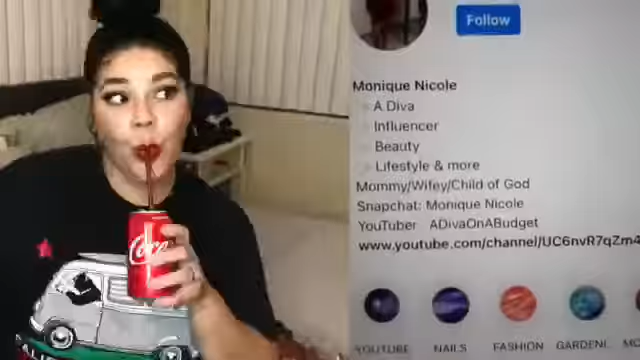 Follow
Monique Nicole
A Diva
Influencer
Beauty
Lifestyle & more
Mommy/Wifey/Child of God
Snapchat: Monique Nicole
YouTuber ADivaOnABudget
www.youtube.com/channel/UC6nvR7qZm4
YOUTUBE NAILS FASHION GARDENI
Coca